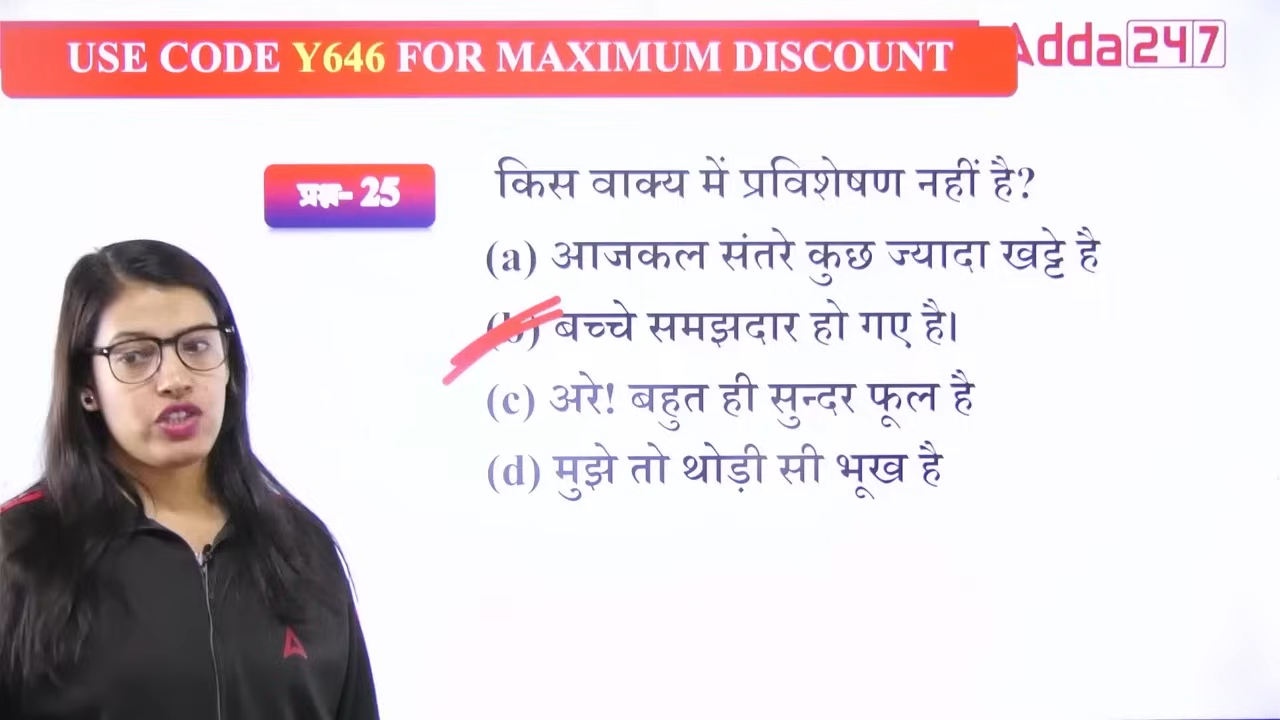 USE CODE Y646 FOR MAXIMUM DISCOUNT
Adda247
प्रश्न- 25
किस वाक्य में प्रविशेषण नहीं है?
(a) आजकल संतरे कुछ ज्यादा खट्टे है
(b) बच्चे समझदार हो गए है।
(c) अरे! बहुत ही सुन्दर फूल है
(d) मुझे तो थोड़ी सी भूख है